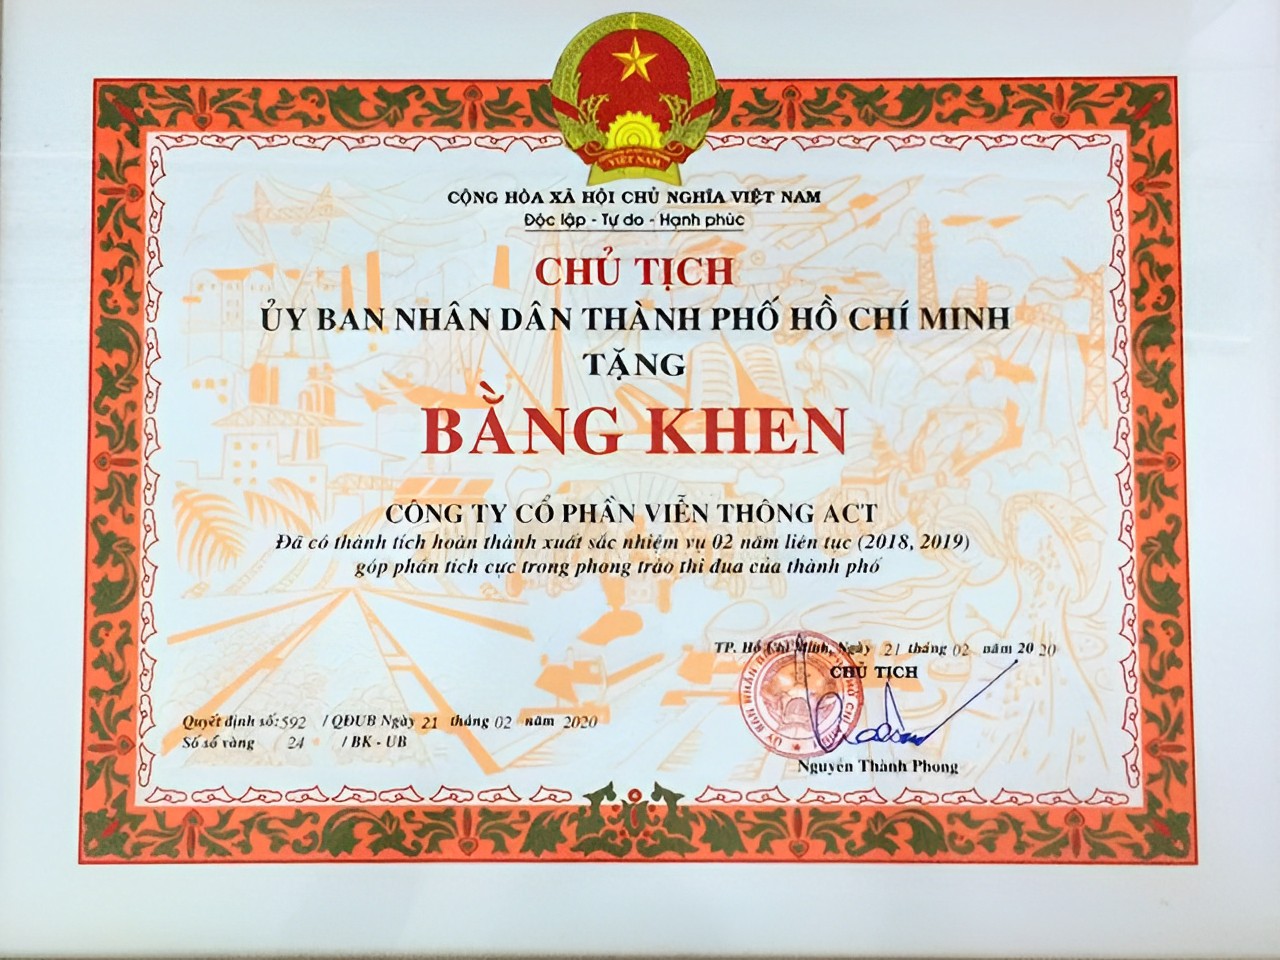 VIỆT NAM
CỘNG HÒA XÃ HỘI CHỦ NGHĨA VIỆT NAM
Độc lập - Tự do - Hạnh phúc
CHỦ TỊCH
ỦY BAN NHÂN DÂN THÀNH PHỐ HỒ CHÍ MINH
TẶNG
BẰNG KHEN
CÔNG TY CỔ PHẦN VIỄN THÔNG ACT
Đã có thành tích hoàn thành xuất sắc nhiệm vụ 02 năm liên tục (2018, 2019)
góp phần tích cực trong phong trào thi đua của thành phố
TP. Hồ Chí Minh, Ngày 21 tháng 02 năm 2020
CHỦ TỊCH
Quyết định số: 592 / QĐUB Ngày 21 tháng 02 năm 2020
Số sổ vàng 24 / BK - UB
Nguyễn Thành Phong